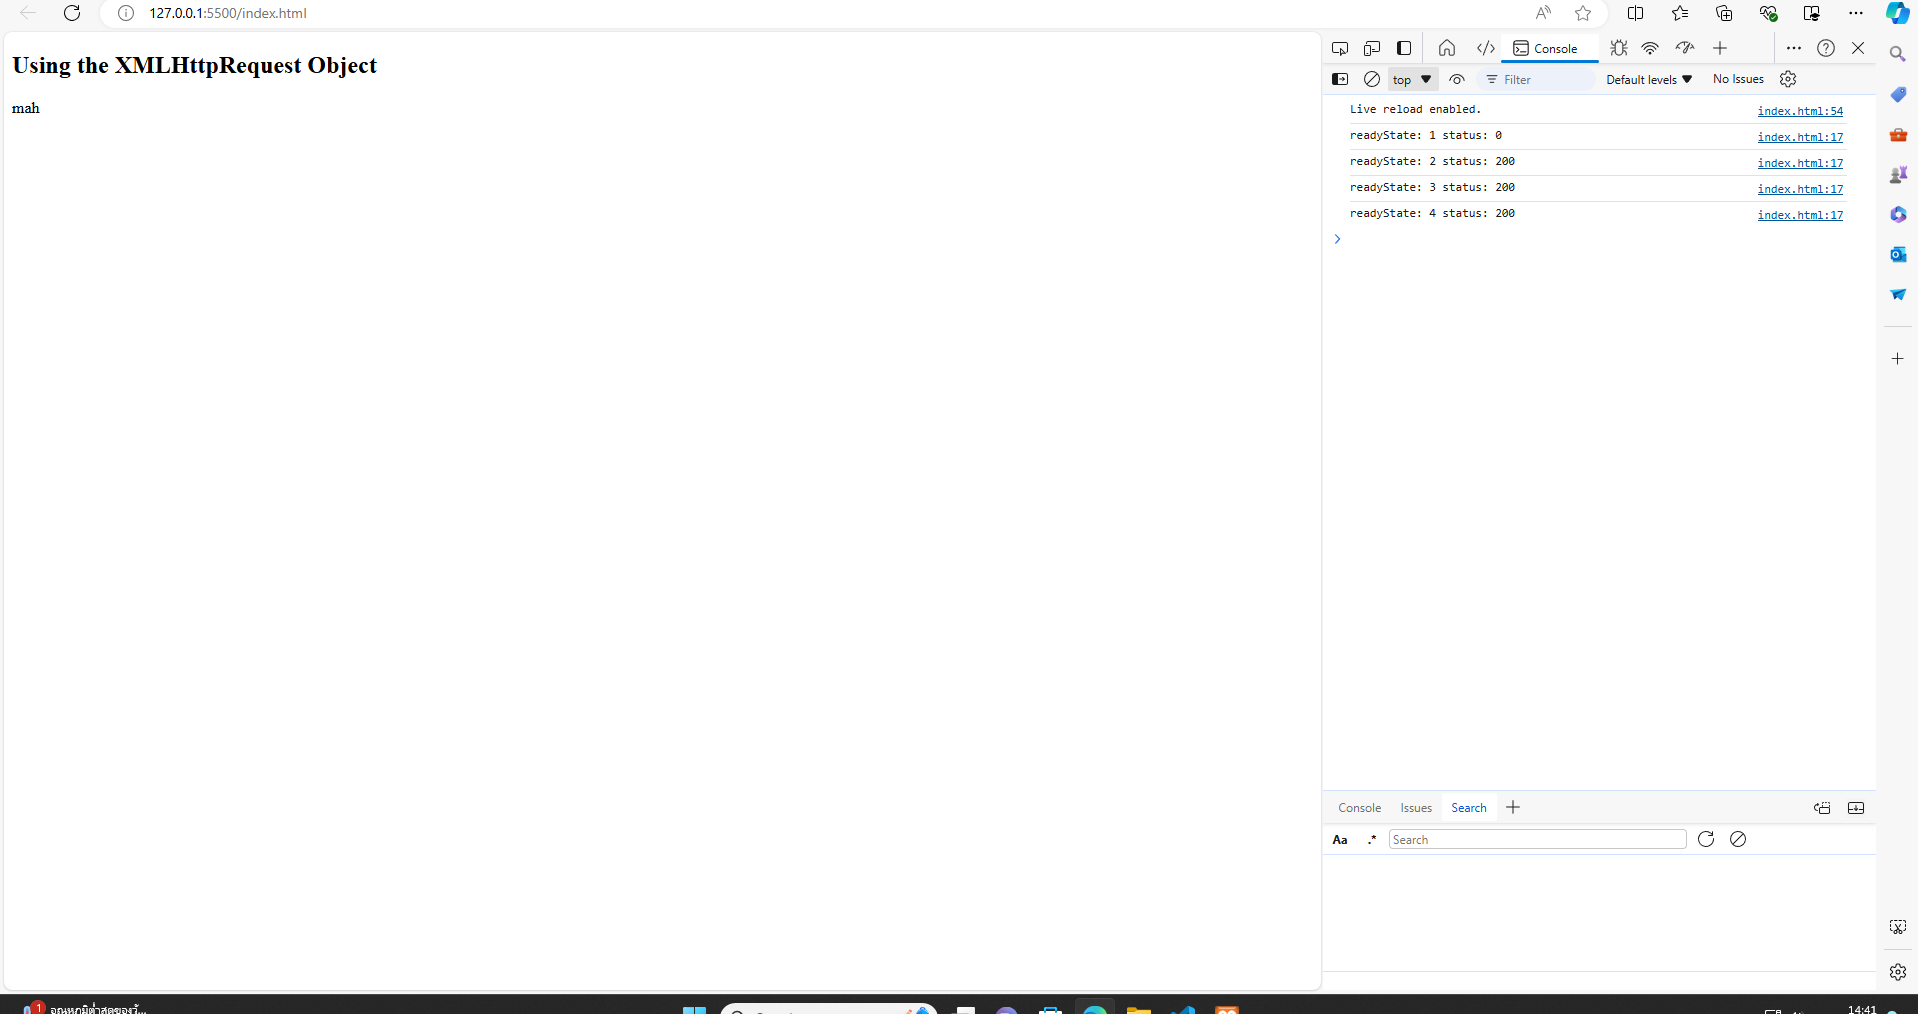 127.0.0.1:5500/index.html
Using the XMLHttpRequest Object
mah
Console
top
Filter
Default levels
No Issues
Live reload enabled. index.html:54
readyState: 1 status: 0 index.html:17
readyState: 2 status: 200 index.html:17
readyState: 3 status: 200 index.html:17
readyState: 4 status: 200 index.html:17
Console Issues Search
Aa .* Search
1
14:41